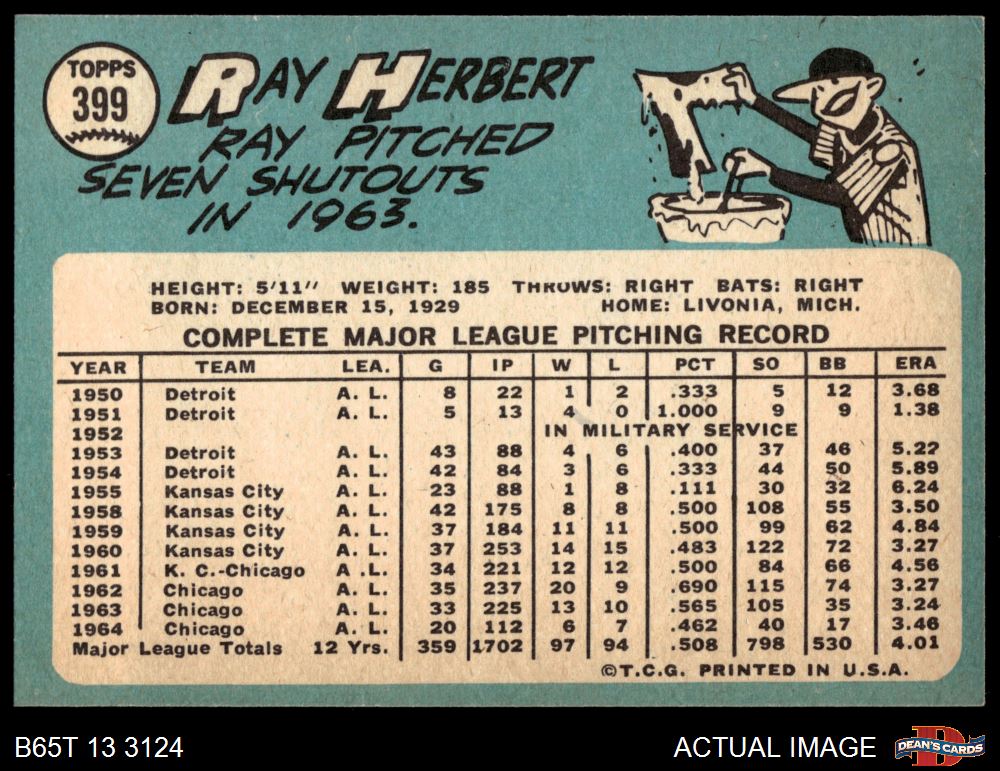 TOPPS
399
RAY HERBERT
RAY PITCHED
SEVEN SHUTOUTS
IN 1963.
HEIGHT: 5'11" WEIGHT: 185 THROWS: RIGHT BATS: RIGHT
BORN: DECEMBER 15, 1929 HOME: LIVONIA, MICH.
COMPLETE MAJOR LEAGUE PITCHING RECORD
YEAR TEAM LEA. G IP W L PCT SO BB ERA
1950 Detroit A. L. 8 22 1 2 .333 5 12 3.68
1951 Detroit A. L. 5 13 4 0 1.000 9 9 1.38
1952 IN MILITARY SERVICE
1953 Detroit A. L. 43 88 4 6 .400 37 46 5.22
1954 Detroit A. L. 42 84 3 6 .333 44 50 5.89
1955 Kansas City A. L. 23 88 1 8 .111 30 32 6.24
1958 Kansas City A. L. 42 175 8 8 .500 108 55 3.50
1959 Kansas City A. L. 37 184 11 11 .500 99 62 4.84
1960 Kansas City A. L. 37 253 14 15 .483 122 72 3.27
1961 K. C.-Chicago A .L. 34 221 12 12 .500 84 66 4.56
1962 Chicago A. L. 35 237 20 9 .690 115 74 3.27
1963 Chicago A. L. 33 225 13 10 .565 105 35 3.24
1964 Chicago A. L. 20 112 6 7 .462 40 17 3.46
Major League Totals 12 Yrs. 359 1702 97 94 .508 798 530 4.01
©T.C.G. PRINTED IN U.S.A.
B65T 13 3124 ACTUAL IMAGE DEAN'S CARDS